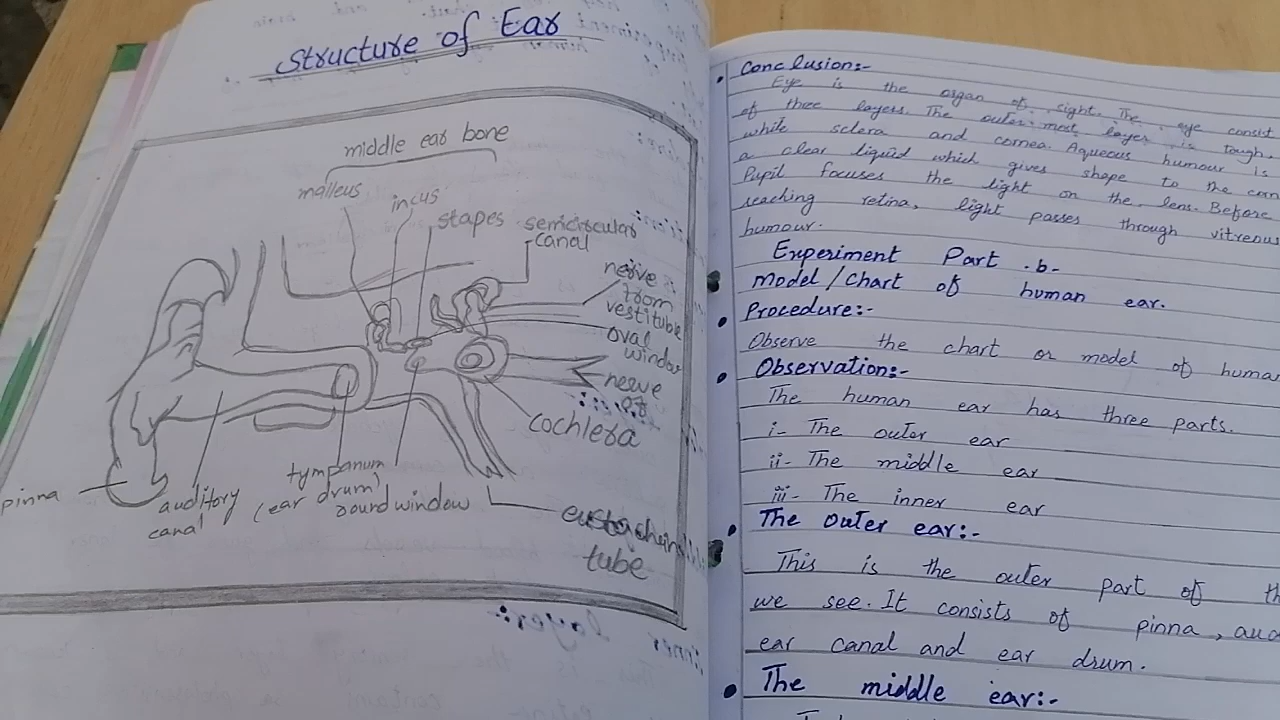 Structure of Ear
middle ear bone
malleus
incus
stapes
semicircular
canal
nerve
from
vestibule
oval
window
nerve
of
cochlera
pinna
auditory
canal
tympanum
(ear drum)
round window
tube
Conclusion:-
Eye is the organ of sight. The eye consist
of three layers. The outer most layer is tough,
white sclera and cornea. Aqueous humour is
a clear liquid which gives shape to the corn
Pupil focuses the light on the lens. Before
reaching retina, light passes through vitreous
humour.
Experiment Part -b-
Model/Chart of human ear.
Procedure:-
Observe the chart or model of human
Observation:-
The human ear has three parts.
i- The outer ear
ii- The middle ear
iii- The inner ear
The outer ear:-
This is the outer part of th
we see. It consists of pinna,
ear canal and ear drum.
The middle ear:-